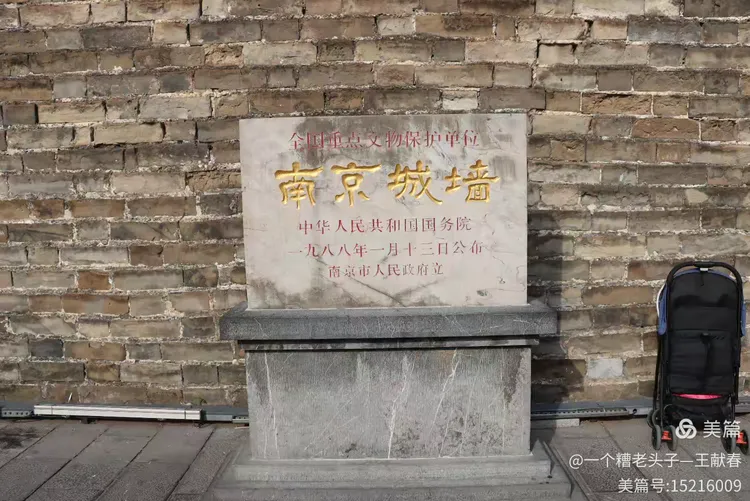 全国重点文物保护单位
南京城墙
中华人民共和国国务院
一九八八年一月十三日公布
南京市人民政府立
美篇
@一个糟老头子—王献春
美篇号:15216009